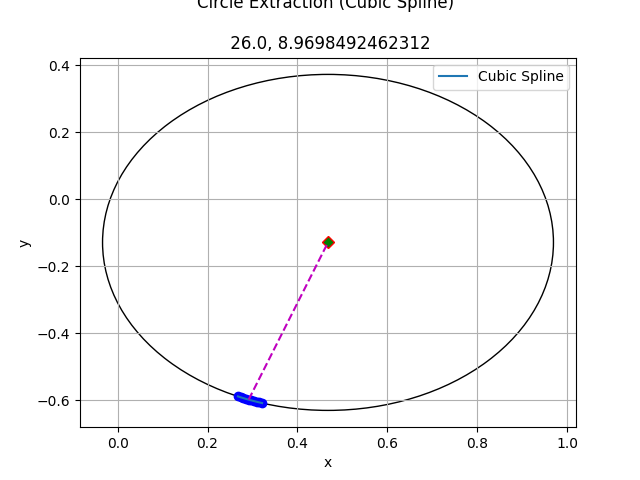 Circle Extraction (Cubic Spline)
26.0, 8.9698492462312
Cubic Spline
0.4
0.2
0.0
−0.2
−0.4
−0.6
y
0.0 0.2 0.4 0.6 0.8 1.0
x